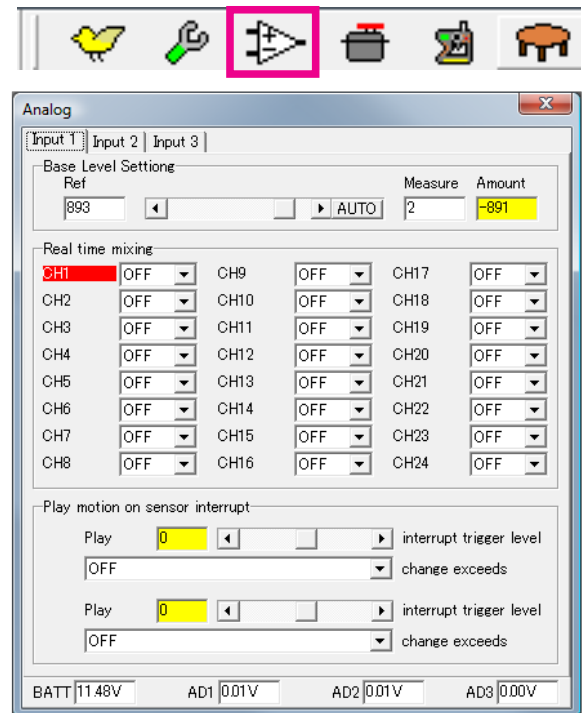 Analog
Input 1 Input 2 Input 3
Base Level Settiong
Ref Measure Amount
893 AUTO 2 -891
Real time mixing
CH1 OFF CH9 OFF CH17 OFF
CH2 OFF CH10 OFF CH18 OFF
CH3 OFF CH11 OFF CH19 OFF
CH4 OFF CH12 OFF CH20 OFF
CH5 OFF CH13 OFF CH21 OFF
CH6 OFF CH14 OFF CH22 OFF
CH7 OFF CH15 OFF CH23 OFF
CH8 OFF CH16 OFF CH24 OFF
Play motion on sensor interrupt
Play 0 interrupt trigger level
OFF change exceeds
Play 0 interrupt trigger level
OFF change exceeds
BATT 11.48V AD1 0.01V AD2 0.01V AD3 0.00V